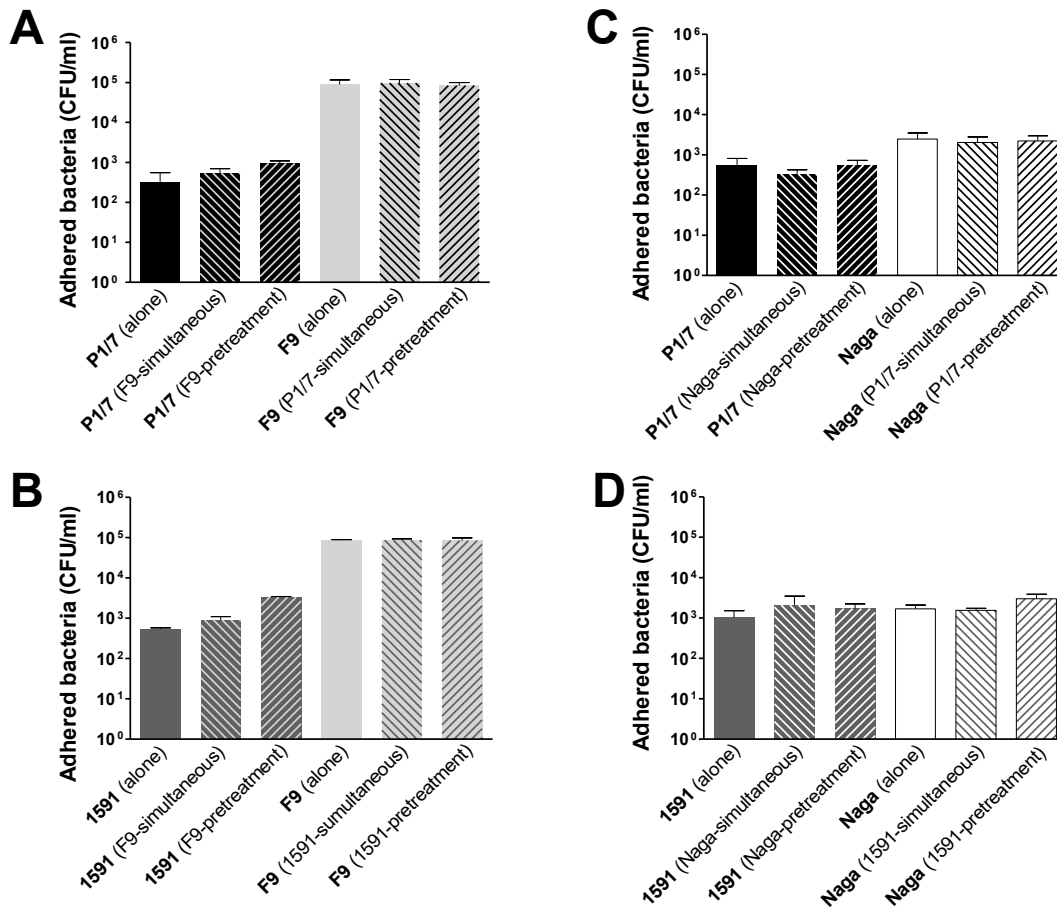 A
Adhered bacteria (CFU/ml)
10⁶
10⁵
10⁴
10³
10²
10¹
10⁰
P1/7 (alone)
P1/7 (F9-simultaneous)
P1/7 (F9-pretreatment)
F9 (alone)
F9 (P1/7-simultaneous)
F9 (P1/7-pretreatment)
C
Adhered bacteria (CFU/ml)
10⁶
10⁵
10⁴
10³
10²
10¹
10⁰
P1/7 (alone)
P1/7 (Naga-simultaneous)
P1/7 (Naga-pretreatment)
Naga (alone)
Naga (P1/7-simultaneous)
Naga (P1/7-pretreatment)
B
Adhered bacteria (CFU/ml)
10⁶
10⁵
10⁴
10³
10²
10¹
10⁰
1591 (alone)
1591 (F9-simultaneous)
1591 (F9-pretreatment)
F9 (alone)
F9 (1591-sumultaneous)
F9 (1591-pretreatment)
D
Adhered bacteria (CFU/ml)
10⁶
10⁵
10⁴
10³
10²
10¹
10⁰
1591 (alone)
1591 (Naga-simultaneous)
1591 (Naga-pretreatment)
Naga (alone)
Naga (1591-simultaneous)
Naga (1591-pretreatment)